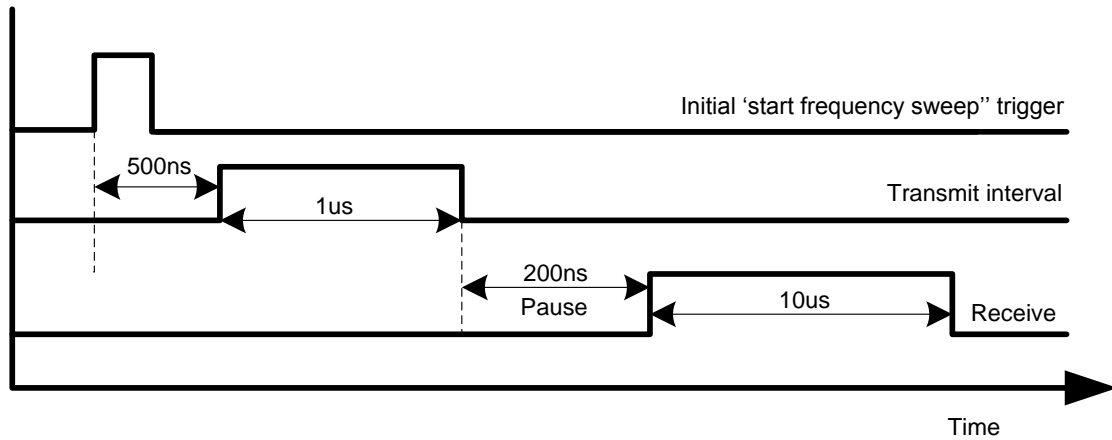 Initial ‘start frequency sweep’’ trigger
500ns
Transmit interval
1us
200ns
Pause
10us
Receive
Time